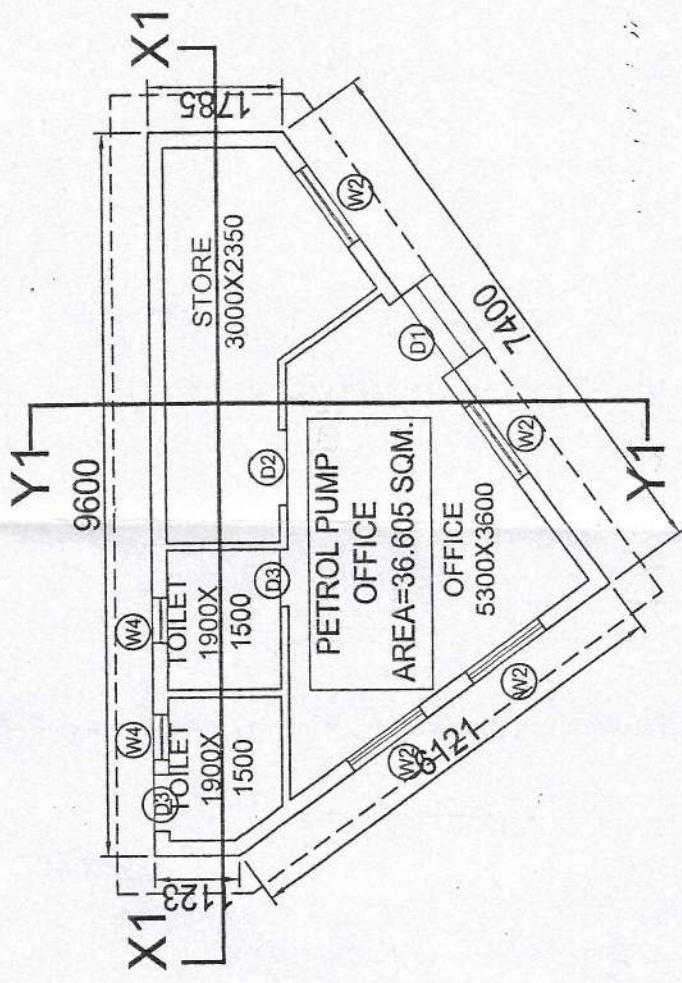 Y1
X1
X1
9600
1785
1123
W4
W4
D3
TOILET
1900X
1500
TOILET
1900X
1500
D3
D2
STORE
3000X2350
PETROL PUMP
OFFICE
AREA=36.605 SQM.
OFFICE
5300X3600
D1
W2
W2
W2
W2
7400
6121
Y1